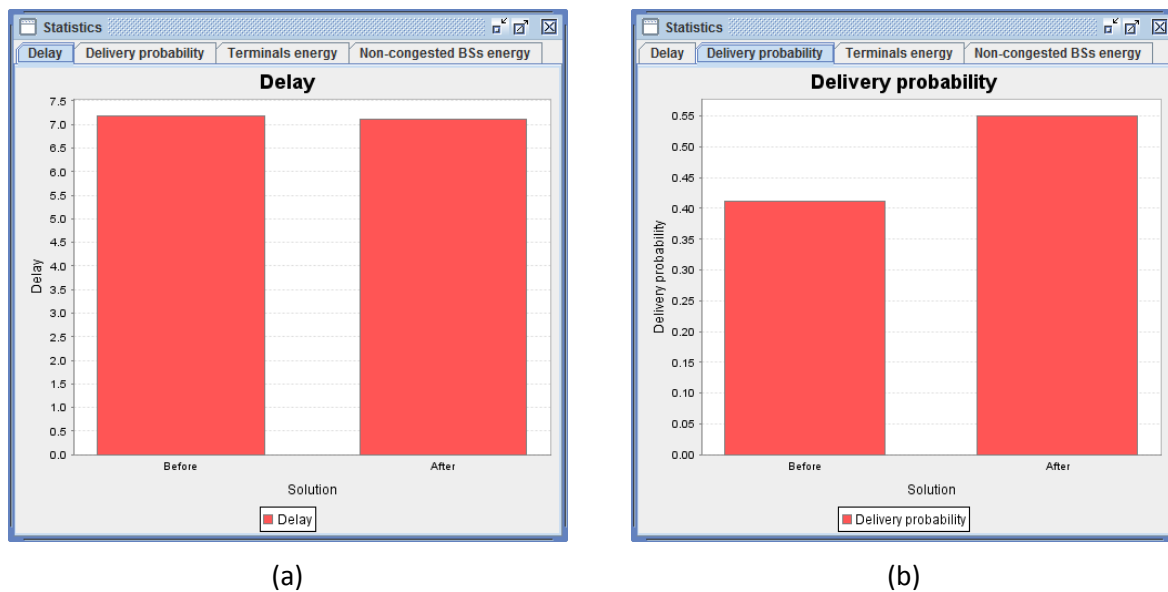 Statistics
Delay Delivery probability Terminals energy Non-congested BSs energy
Delay
7.5
7.0
6.5
6.0
5.5
5.0
4.5
4.0
3.5
3.0
2.5
2.0
1.5
1.0
0.5
0.0
Delay
Before After
Solution
Delay
(a)
Statistics
Delay Delivery probability Terminals energy Non-congested BSs energy
Delivery probability
0.55
0.50
0.45
0.40
0.35
0.30
0.25
0.20
0.15
0.10
0.05
0.00
Delivery probability
Before After
Solution
Delivery probability
(b)